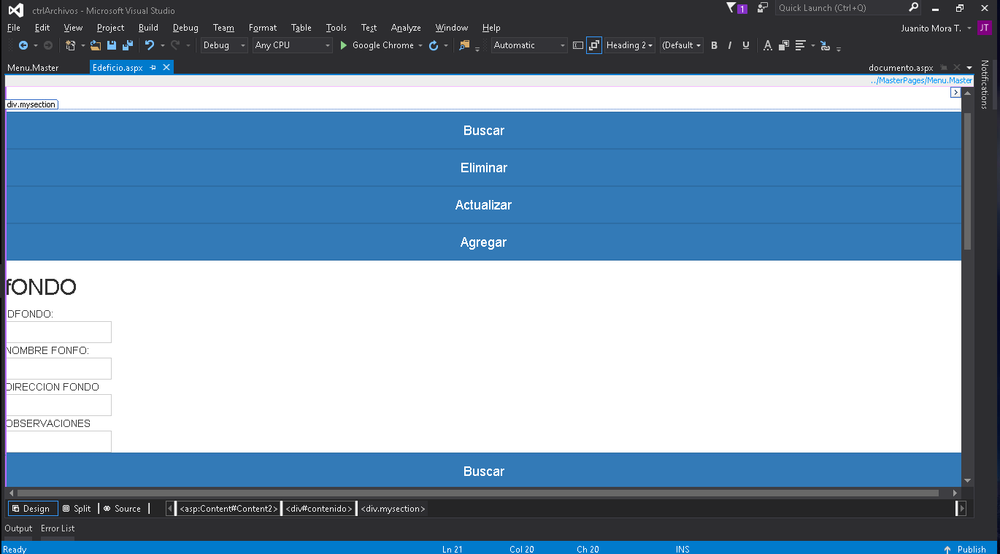 ctrlArchivos - Microsoft Visual Studio
1
Quick Launch (Ctrl+Q)
File Edit View Project Build Debug Team Format Table Tools Test Analyze Window Help
Juanito Mora T.
JT
Debug Any CPU Google Chrome Automatic Heading 2 (Default B I U A
Menu.Master Edeficio.aspx documento.aspx
Notifications
../MasterPages/Menu.Master
div.mysection
Buscar
Eliminar
Actualizar
Agregar
fONDO
IDFONDO:
NOMBRE FONFO:
DIRECCION FONDO
OBSERVACIONES
Buscar
Design Split Source <asp:Content#Content2> <div#contenido> <div.mysection>
Output Error List
Ready Ln 21 Col 20 Ch 20 INS Publish